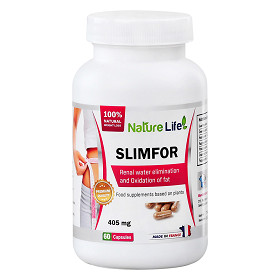 100%
NATURAL
Nature Life
SLIMFOR
Renal water elimination
and Oxidation of fat
Food supplements based on plants
PREMIUM
405 mg
60 Capsules
MADE IN FRANCE